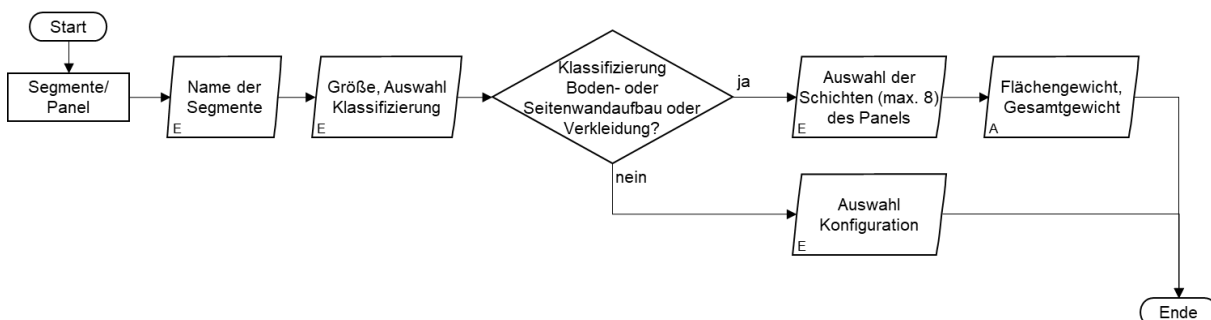 Start
Segmente/
Panel
Name der
Segmente
E
Größe, Auswahl
Klassifizierung
E
Klassifizierung
Boden- oder
Seitenwandaufbau oder
Verkleidung?
ja
Auswahl der
Schichten (max. 8)
des Panels
E
Flächengewicht,
Gesamtgewicht
A
nein
Auswahl
Konfiguration
E
Ende